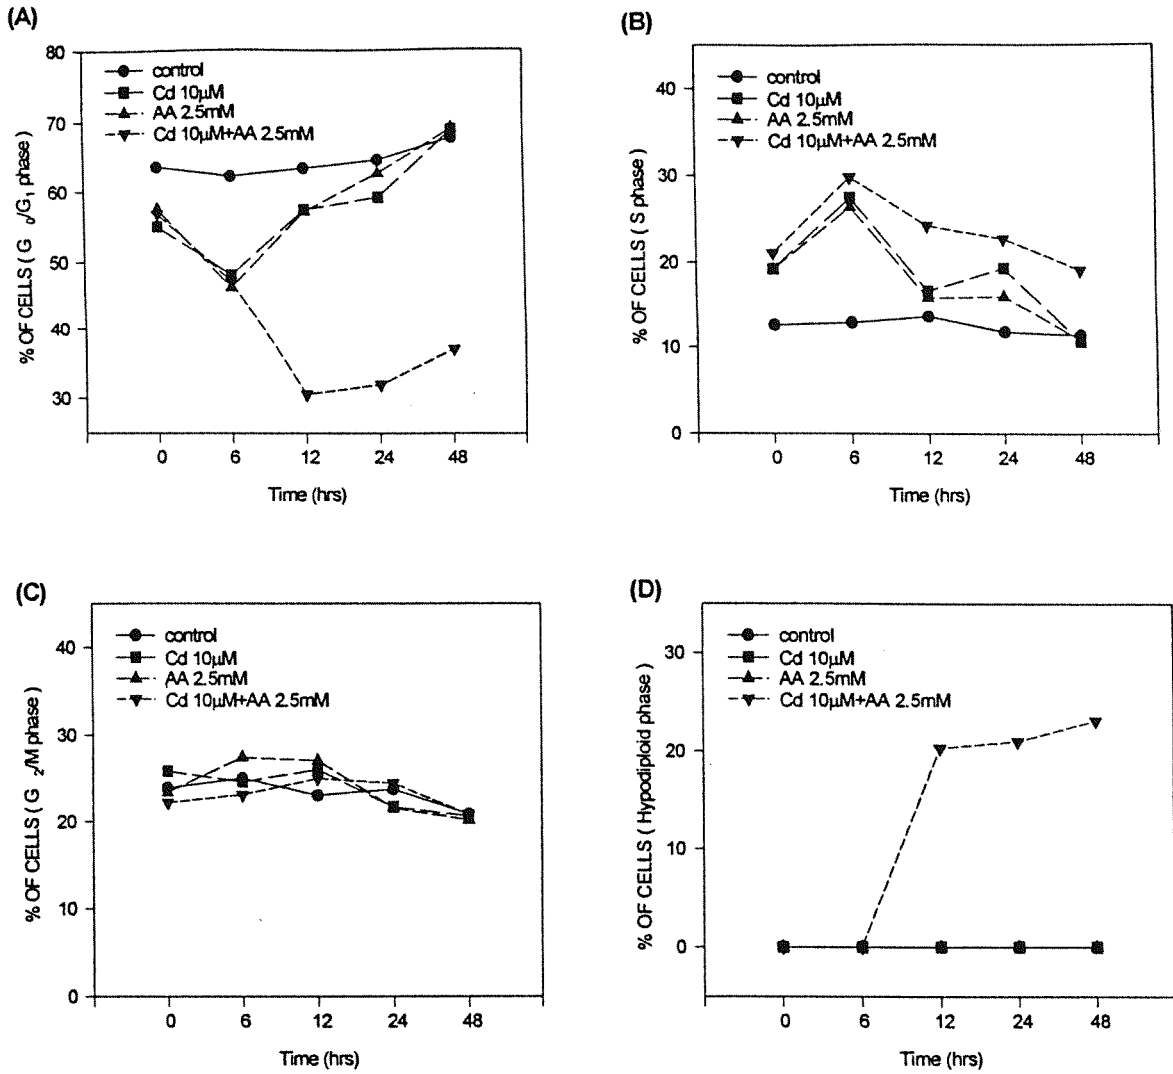 (A)
80
70
60
50
40
30
% OF CELLS ( G 0/G1 phase)
control
Cd 10µM
AA 2.5mM
Cd 10µM+AA 2.5mM
0 6 12 24 48
Time (hrs)
(B)
40
30
20
10
0
% OF CELLS ( S phase)
control
Cd 10µM
AA 2.5mM
Cd 10µM+AA 2.5mM
0 6 12 24 48
Time (hrs)
(C)
40
30
20
10
0
% OF CELLS ( G 2/M phase)
control
Cd 10µM
AA 2.5mM
Cd 10µM+AA 2.5mM
0 6 12 24 48
Time (hrs)
(D)
30
20
10
0
% OF CELLS ( Hypodiploid phase)
control
Cd 10µM
AA 2.5mM
Cd 10µM+AA 2.5mM
0 6 12 24 48
Time (hrs)